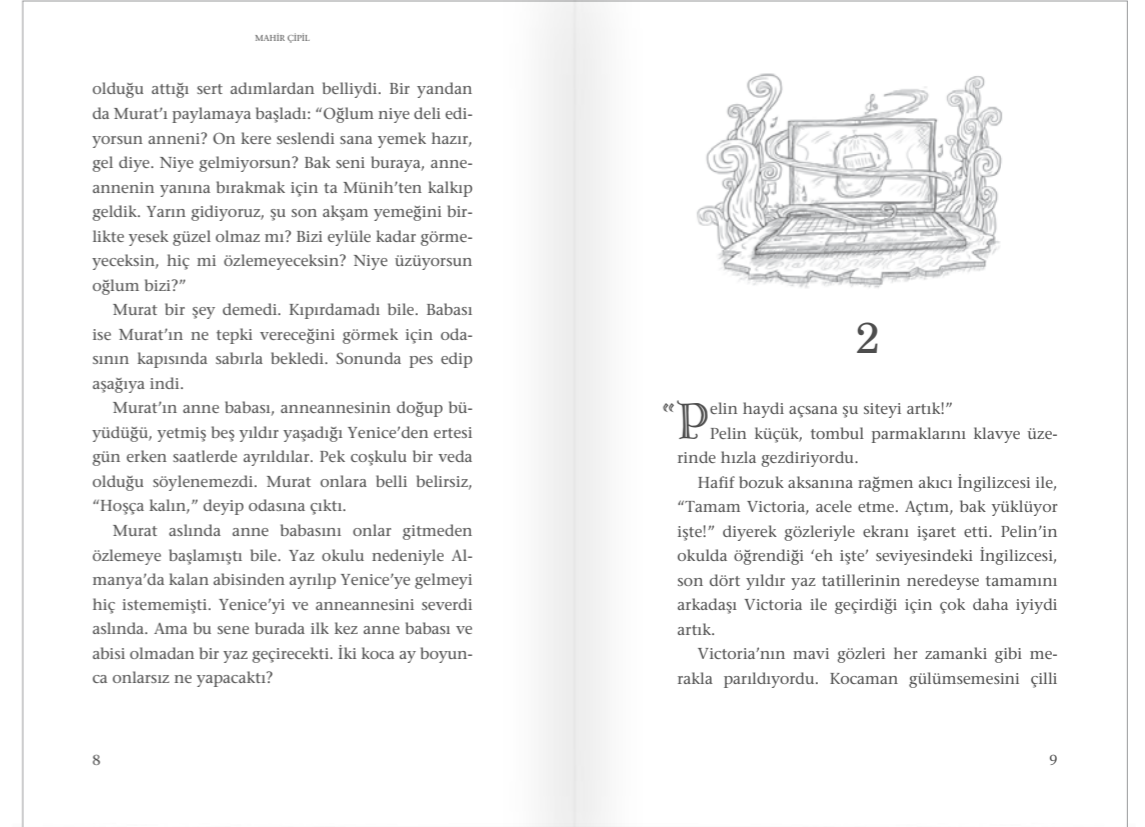 MAHİR ÇİPİL
olduğu attığı sert adımlardan belliydi. Bir yandan
da Murat’ı paylamaya başladı: “Oğlum niye deli edi-
yorsun anneni? On kere seslendi sana yemek hazır,
gel diye. Niye gelmiyorsun? Bak seni buraya, anne-
annenin yanına bırakmak için ta Münih’ten kalkıp
geldik. Yarın gidiyoruz, şu son akşam yemeğini bir-
likte yesek güzel olmaz mı? Bizi eylüle kadar görme-
yeceksin, hiç mi özlemeyeceksin? Niye üzüyorsun
oğlum bizi?”
Murat bir şey demedi. Kıpırdamadı bile. Babası
ise Murat’ın ne tepki vereceğini görmek için oda-
sının kapısında sabırla bekledi. Sonunda pes edip
aşağıya indi.
Murat’ın anne babası, anneannesinin doğup bü-
yüdüğü, yetmiş beş yıldır yaşadığı Yenice’den ertesi
gün erken saatlerde ayrıldılar. Pek coşkulu bir veda
olduğu söylenemezdi. Murat onlara belli belirsiz,
“Hoşça kalın,” deyip odasına çıktı.
Murat aslında anne babasını onlar gitmeden
özlemeye başlamıştı bile. Yaz okulu nedeniyle Al-
manya’da kalan abisinden ayrılıp Yenice’ye gelmeyi
hiç istememişti. Yenice’yi ve anneannesini severdi
aslında. Ama bu sene burada ilk kez anne babası ve
abisi olmadan bir yaz geçirecekti. İki koca ay boyun-
ca onlarsız ne yapacaktı?
8
2
“Pelin haydi açsana şu siteyi artık!”
Pelin küçük, tombul parmaklarını klavye üze-
rinde hızla gezdiriyordu.
Hafif bozuk aksanına rağmen akıcı İngilizcesi ile,
“Tamam Victoria, acele etme. Açtım, bak yüklüyor
işte!” diyerek gözleriyle ekranı işaret etti. Pelin’in
okulda öğrendiği ‘eh işte’ seviyesindeki İngilizcesi,
son dört yıldır yaz tatillerinin neredeyse tamamını
arkadaşı Victoria ile geçirdiği için çok daha iyiydi
artık.
Victoria’nın mavi gözleri her zamanki gibi me-
rakla parıldıyordu. Kocaman gülümsemesini çilli
9